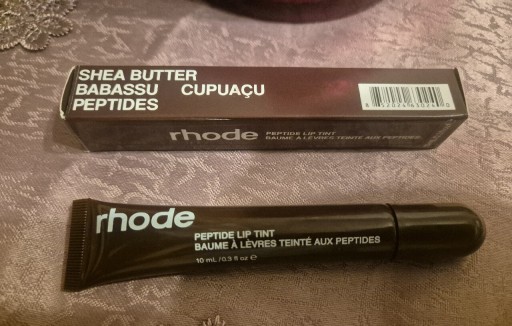 SHEA BUTTER
BABASSU CUPUAÇU
PEPTIDES
rhode PEPTIDE LIP TINT
BAUME À LÈVRES TEINTÉ AUX PEPTIDES
rhode
PEPTIDE LIP TINT
BAUME À LÈVRES TEINTÉ AUX PEPTIDES
10 mL / 0.3 fl oz ℮